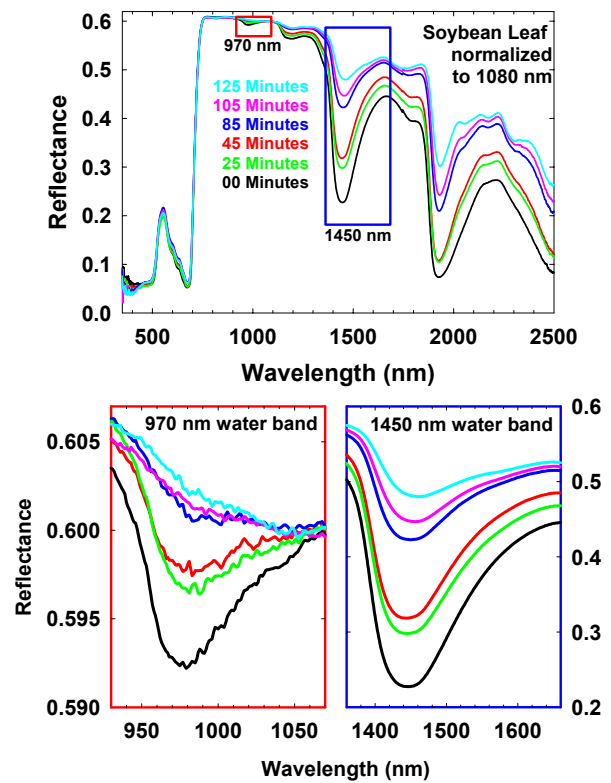 0.6
0.5
0.4
0.3
0.2
0.1
0.0
Reflectance
970 nm
Soybean Leaf
normalized
to 1080 nm
125 Minutes
105 Minutes
85 Minutes
45 Minutes
25 Minutes
00 Minutes
1450 nm
500 1000 1500 2000 2500
Wavelength (nm)
970 nm water band
0.605
0.600
0.595
0.590
Reflectance
950 1000 1050
1450 nm water band
0.6
0.5
0.4
0.3
0.2
1400 1500 1600
Wavelength (nm)